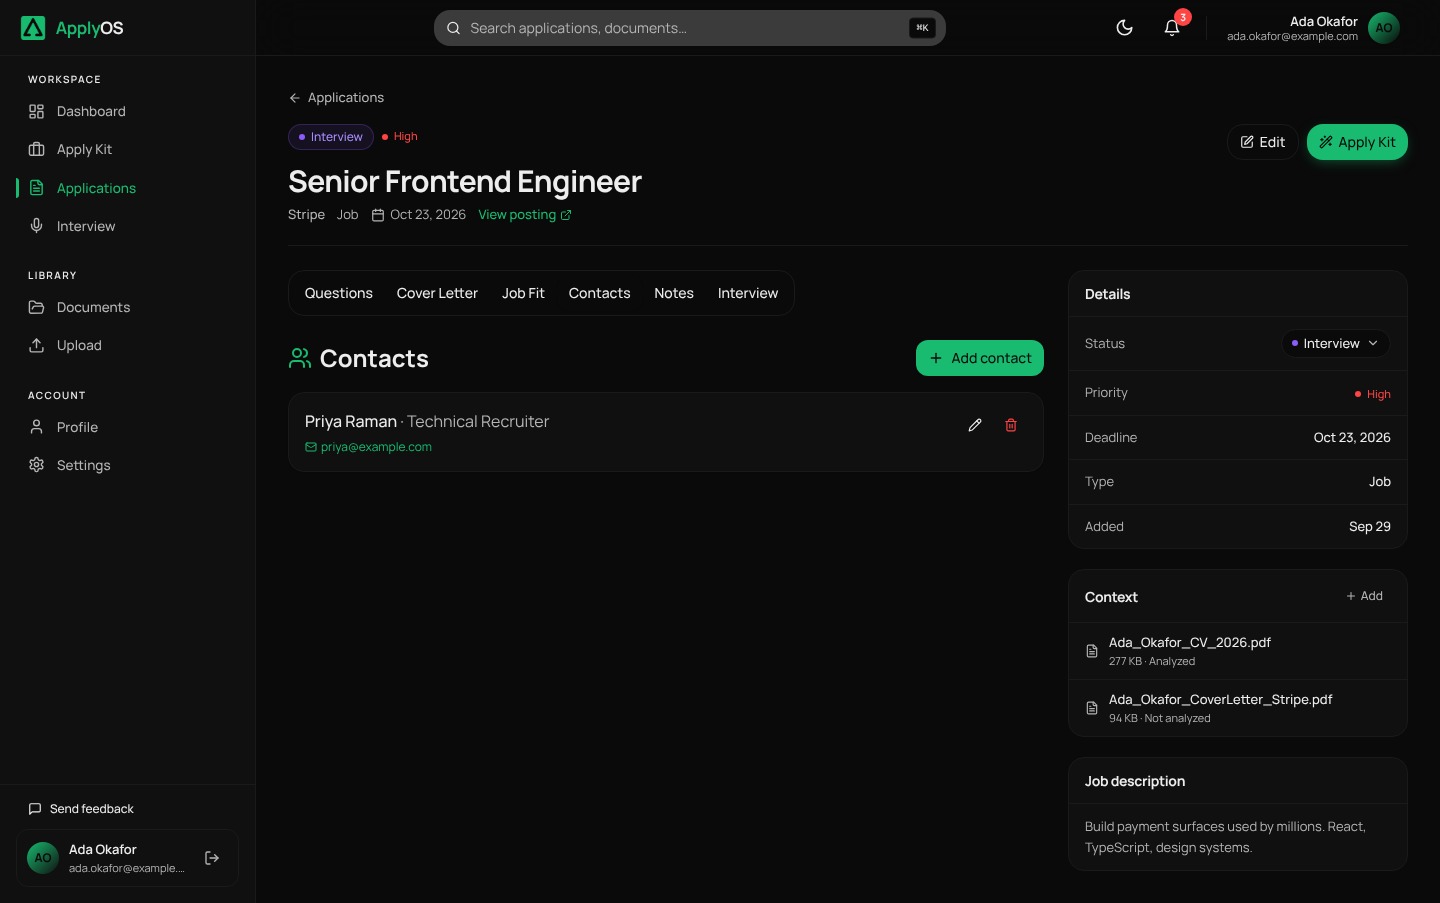 ApplyOS
Search applications, documents...
⌘K
3
Ada Okafor
ada.okafor@example.com
AO
WORKSPACE
Dashboard
Apply Kit
Applications
Interview
LIBRARY
Documents
Upload
ACCOUNT
Profile
Settings
Send feedback
AO
Ada Okafor
ada.okafor@example....
Applications
Interview
High
Edit
Apply Kit
Senior Frontend Engineer
Stripe Job Oct 23, 2026 View posting
Questions Cover Letter Job Fit Contacts Notes Interview
Contacts
Add contact
Priya Raman · Technical Recruiter
priya@example.com
Details
Status Interview
Priority High
Deadline Oct 23, 2026
Type Job
Added Sep 29
Context
Add
Ada_Okafor_CV_2026.pdf
277 KB · Analyzed
Ada_Okafor_CoverLetter_Stripe.pdf
94 KB · Not analyzed
Job description
Build payment surfaces used by millions. React,
TypeScript, design systems.